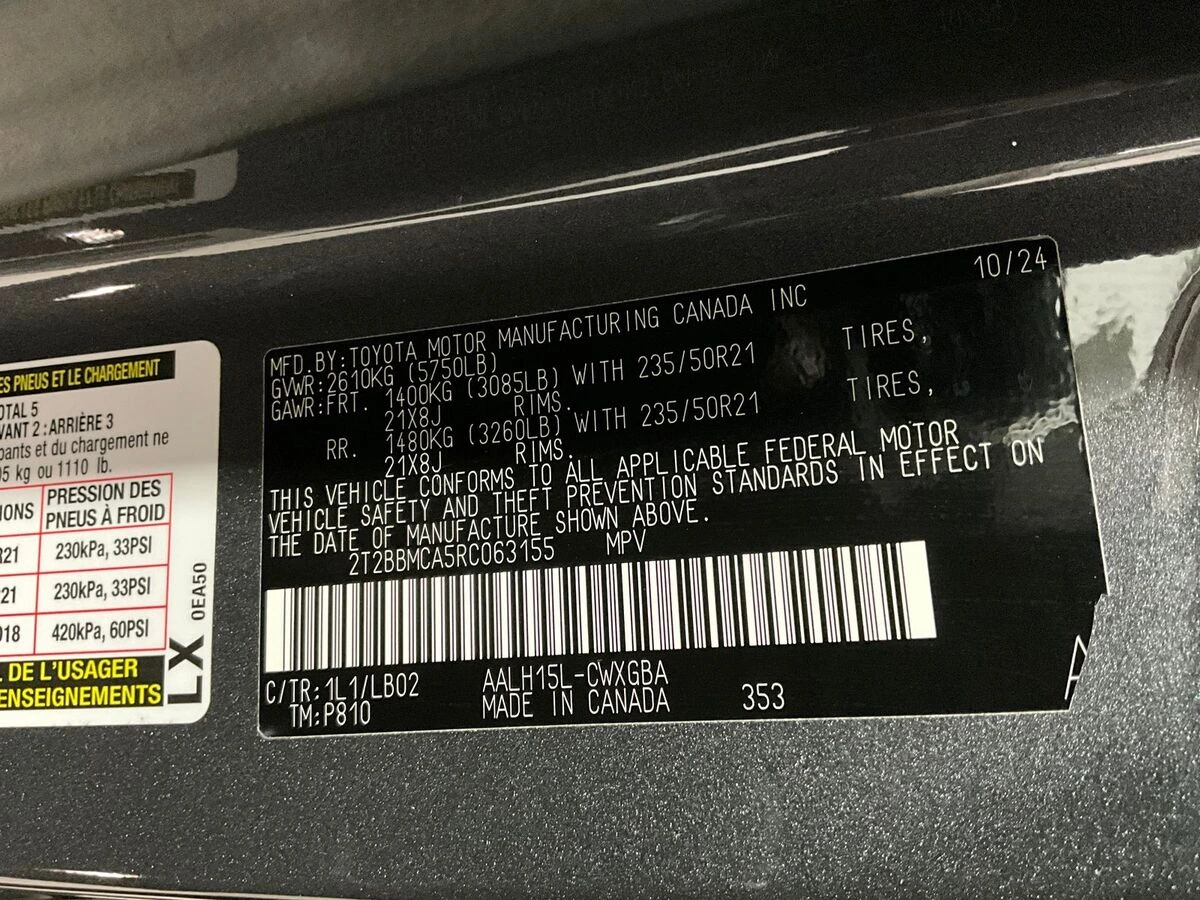 ES PNEUS ET LE CHARGEMENT
OTAL 5
VANT 2 : ARRIÈRE 3
pants et du chargement ne
05 kg ou 1110 lb.
IONS PRESSION DES PNEUS À FROID
R21 230kPa, 33PSI
21 230kPa, 33PSI
018 420kPa, 60PSI
L DE L'USAGER
ENSEIGNEMENTS
LX 0EA50
10/24
MFD.BY:TOYOTA MOTOR MANUFACTURING CANADA INC
GVWR:2610KG (5750LB)
GAWR:FRT. 1400KG (3085LB) WITH 235/50R21 TIRES,
21X8J RIMS.
RR. 1480KG (3260LB) WITH 235/50R21 TIRES,
21X8J RIMS.
THIS VEHICLE CONFORMS TO ALL APPLICABLE FEDERAL MOTOR
VEHICLE SAFETY AND THEFT PREVENTION STANDARDS IN EFFECT ON
THE DATE OF MANUFACTURE SHOWN ABOVE.
2T2BBMCA5RC063155 MPV
C/TR:1L1/LB02 AALH15L-CWXGBA
TM:P810 MADE IN CANADA 353
A